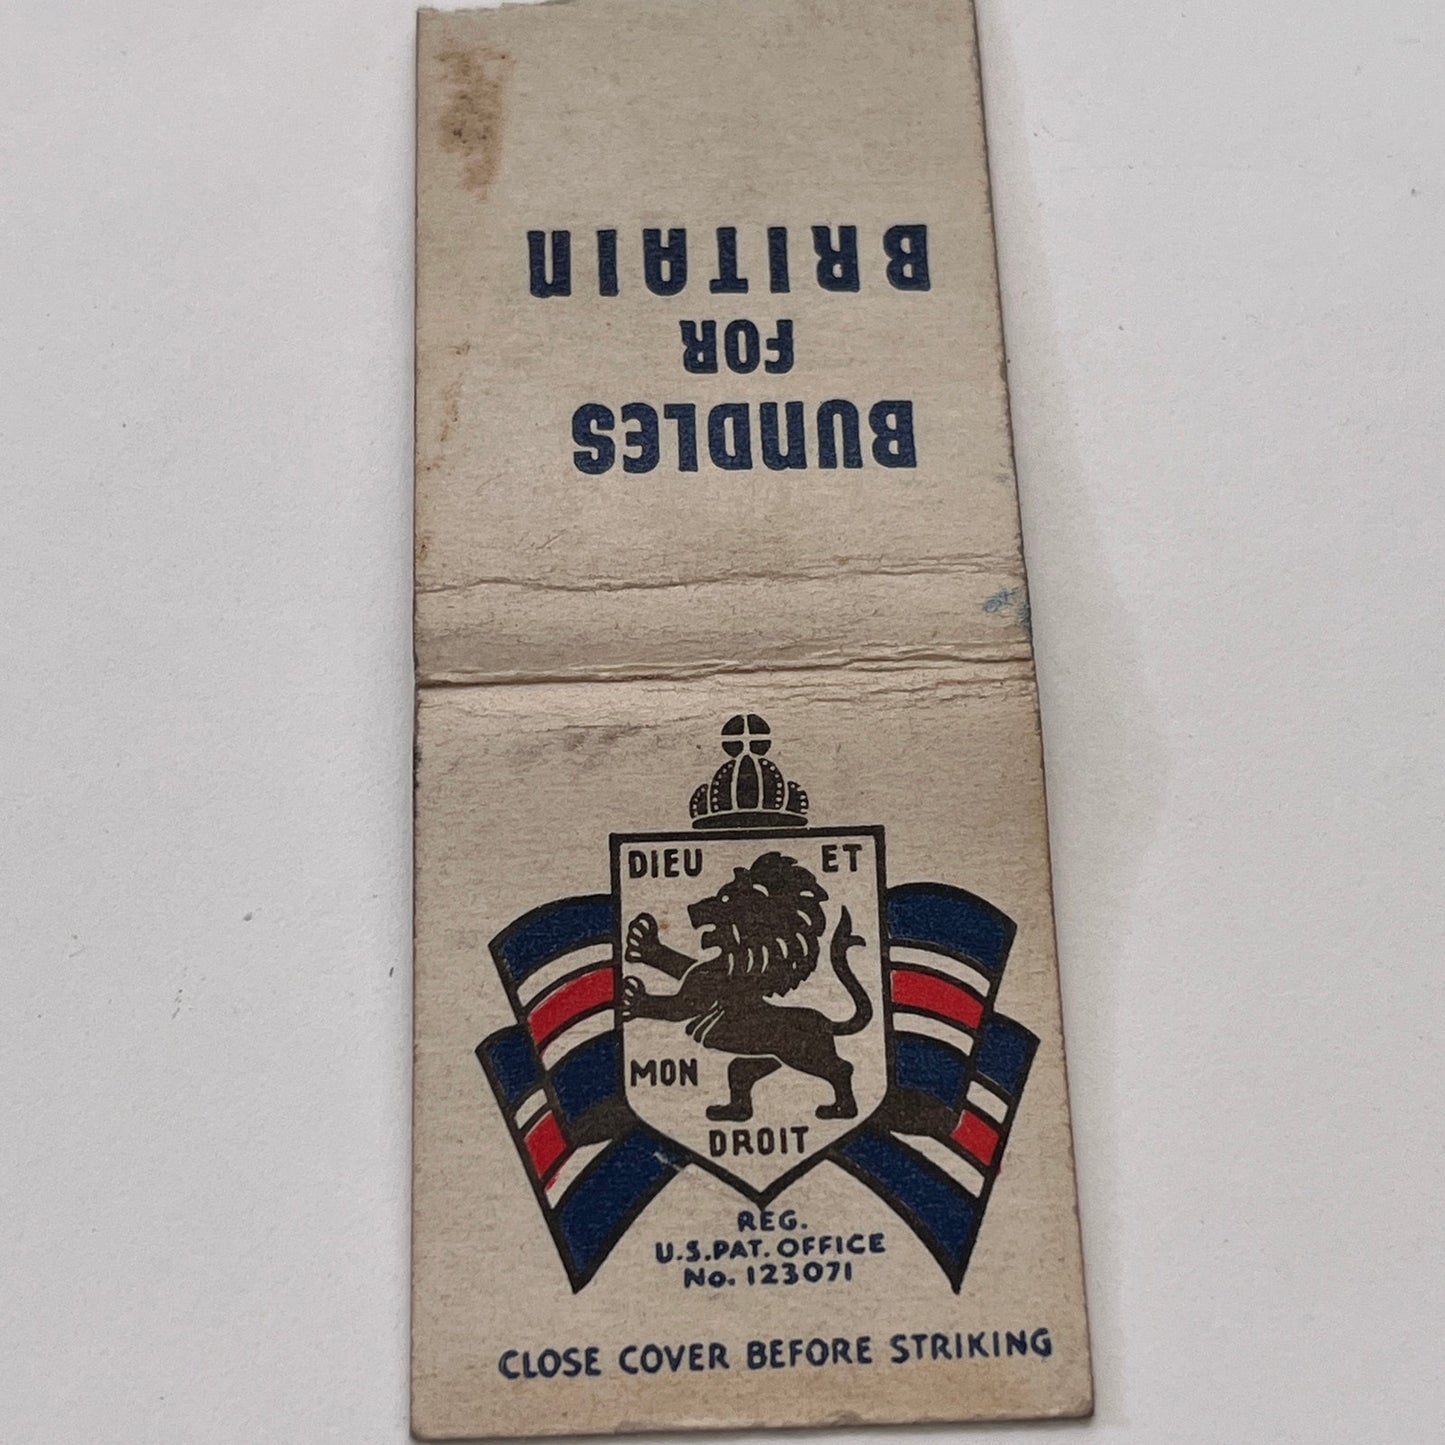 BUNDLES
FOR
BRITAIN
DIEU ET
MON
DROIT
REG.
U.S.PAT.OFFICE
No. 123071
CLOSE COVER BEFORE STRIKING